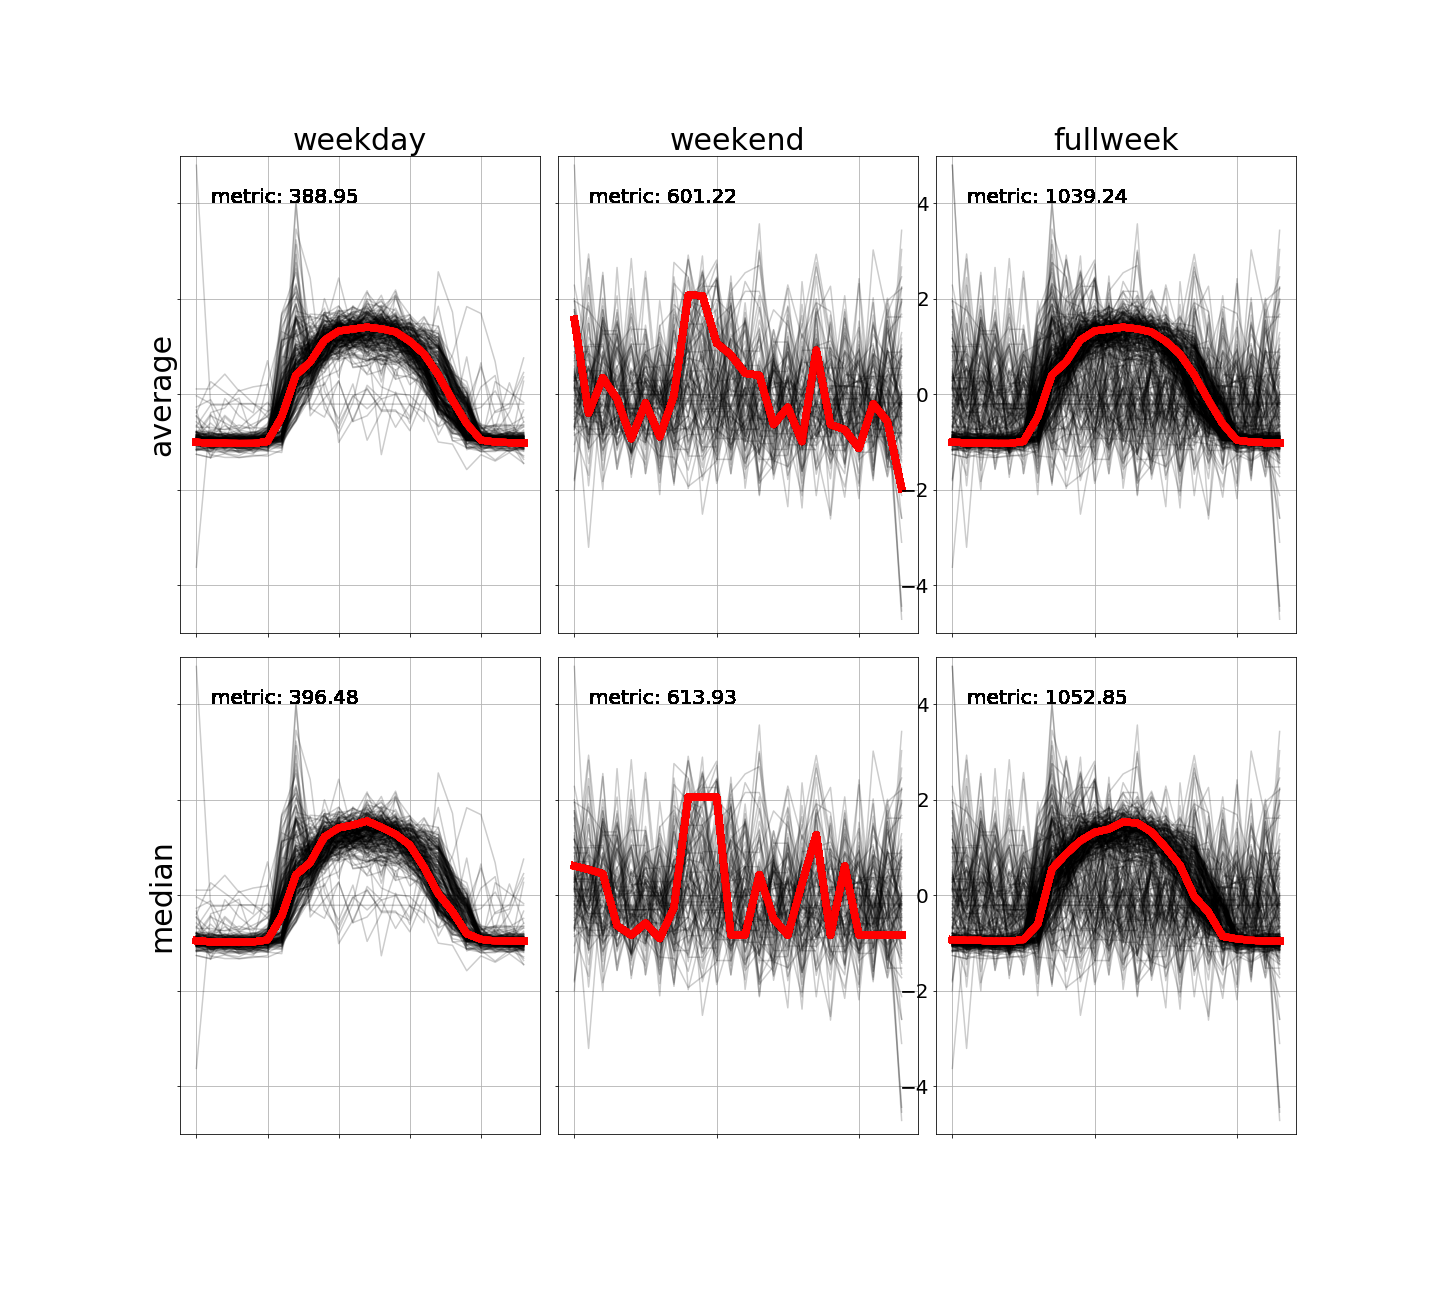 weekday
weekend
fullweek
average
metric: 388.95
metric: 601.22
metric: 1039.24
4
2
0
−2
−4
median
metric: 396.48
metric: 613.93
metric: 1052.85
4
2
0
−2
−4